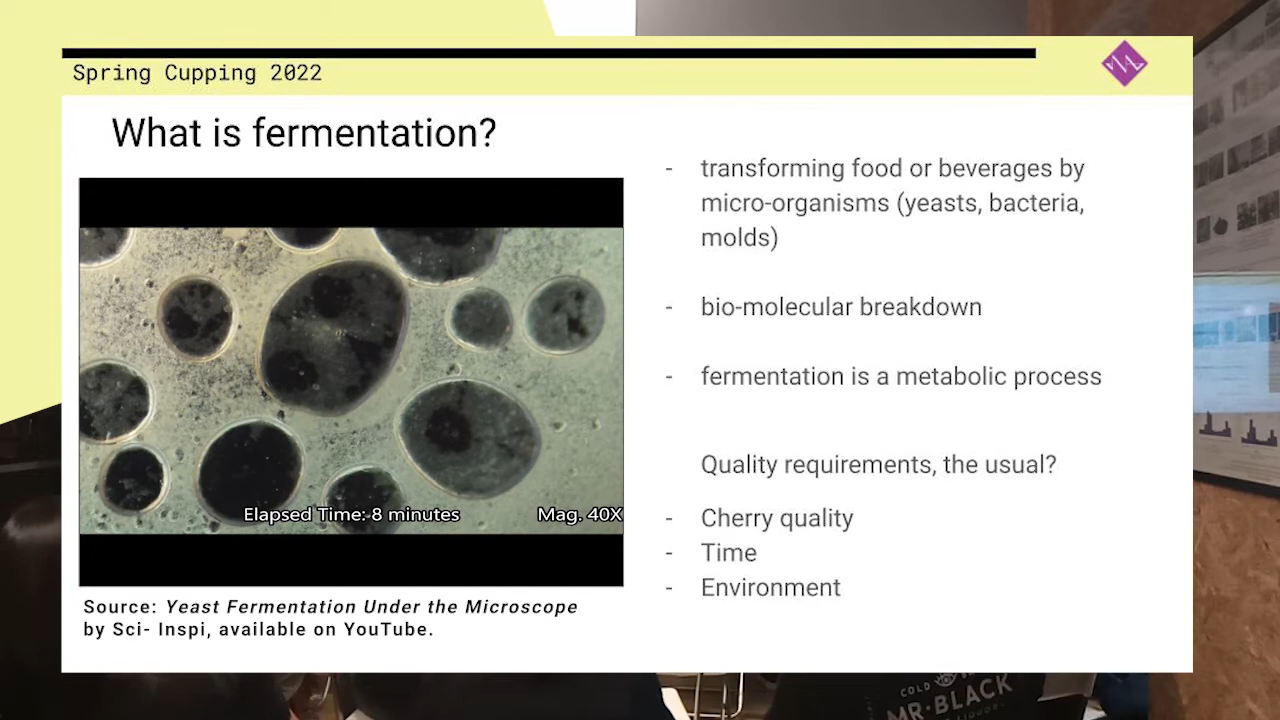 Spring Cupping 2022
What is fermentation?
Elapsed Time: 8 minutes
Mag. 40X
Source: Yeast Fermentation Under the Microscope
by Sci- Inspi, available on YouTube.
- transforming food or beverages by
micro-organisms (yeasts, bacteria,
molds)
- bio-molecular breakdown
- fermentation is a metabolic process
Quality requirements, the usual?
- Cherry quality
- Time
- Environment
COLD
MR·BLACK